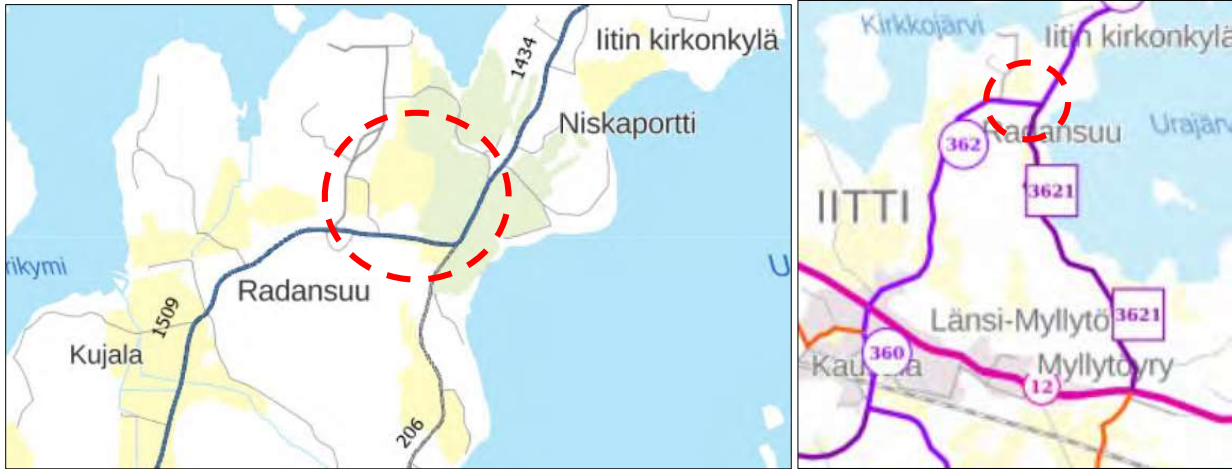 Iitin kirkonkylä
1434
Niskaportti
rikymi
Radansuu
U
1509
Kujala
206
Kirkkojärvi
Iitin kirkonkylä
Radansuu
Urajärv
362
3621
IITTI
Länsi-Myllytö
3621
360
12
Myllytöyry